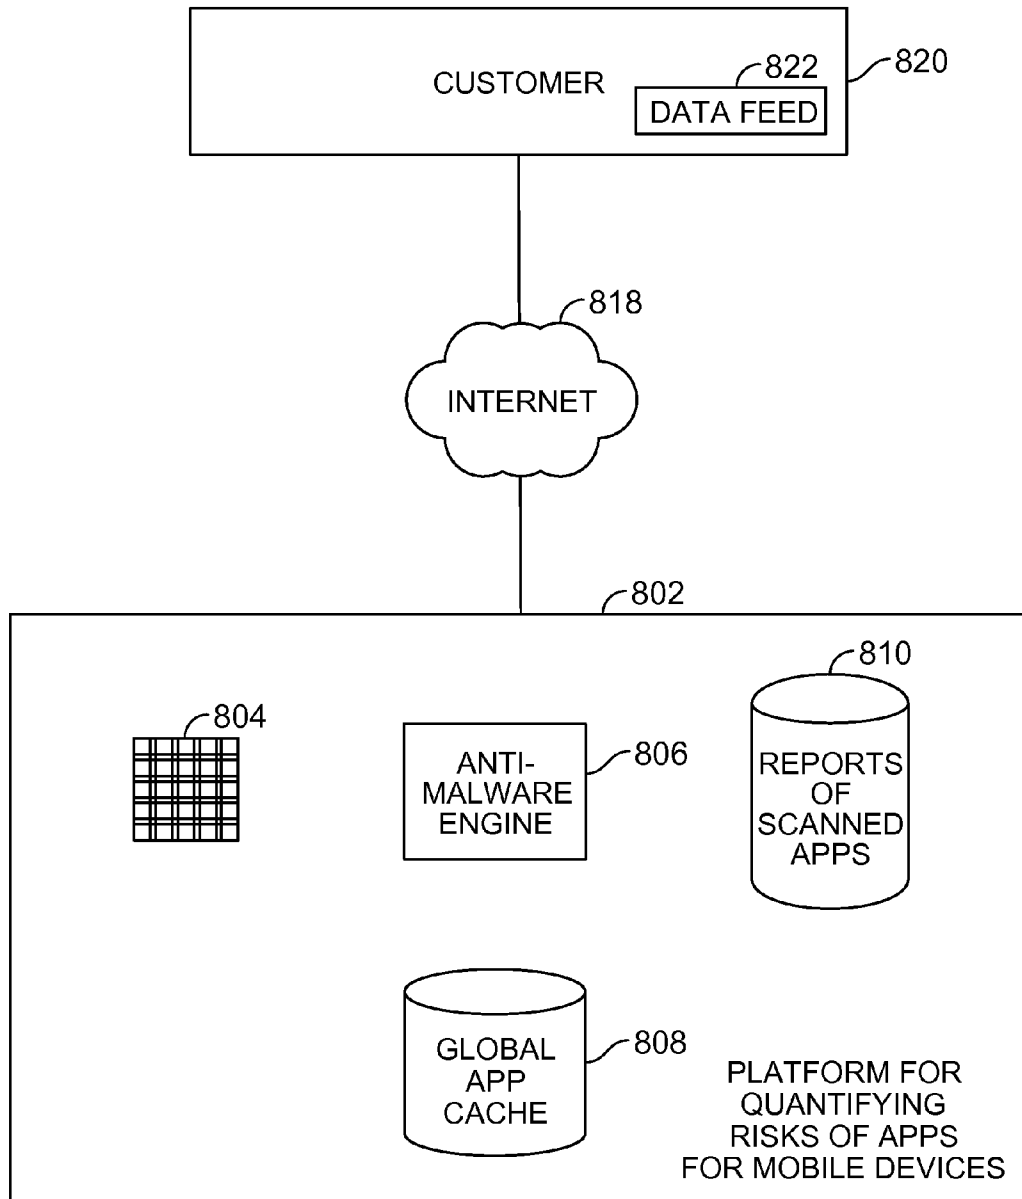 CUSTOMER
822
DATA FEED
820
818
INTERNET
802
804
ANTI-
MALWARE
ENGINE
806
810
REPORTS
OF
SCANNED
APPS
GLOBAL
APP
CACHE
808
PLATFORM FOR
QUANTIFYING
RISKS OF APPS
FOR MOBILE DEVICES